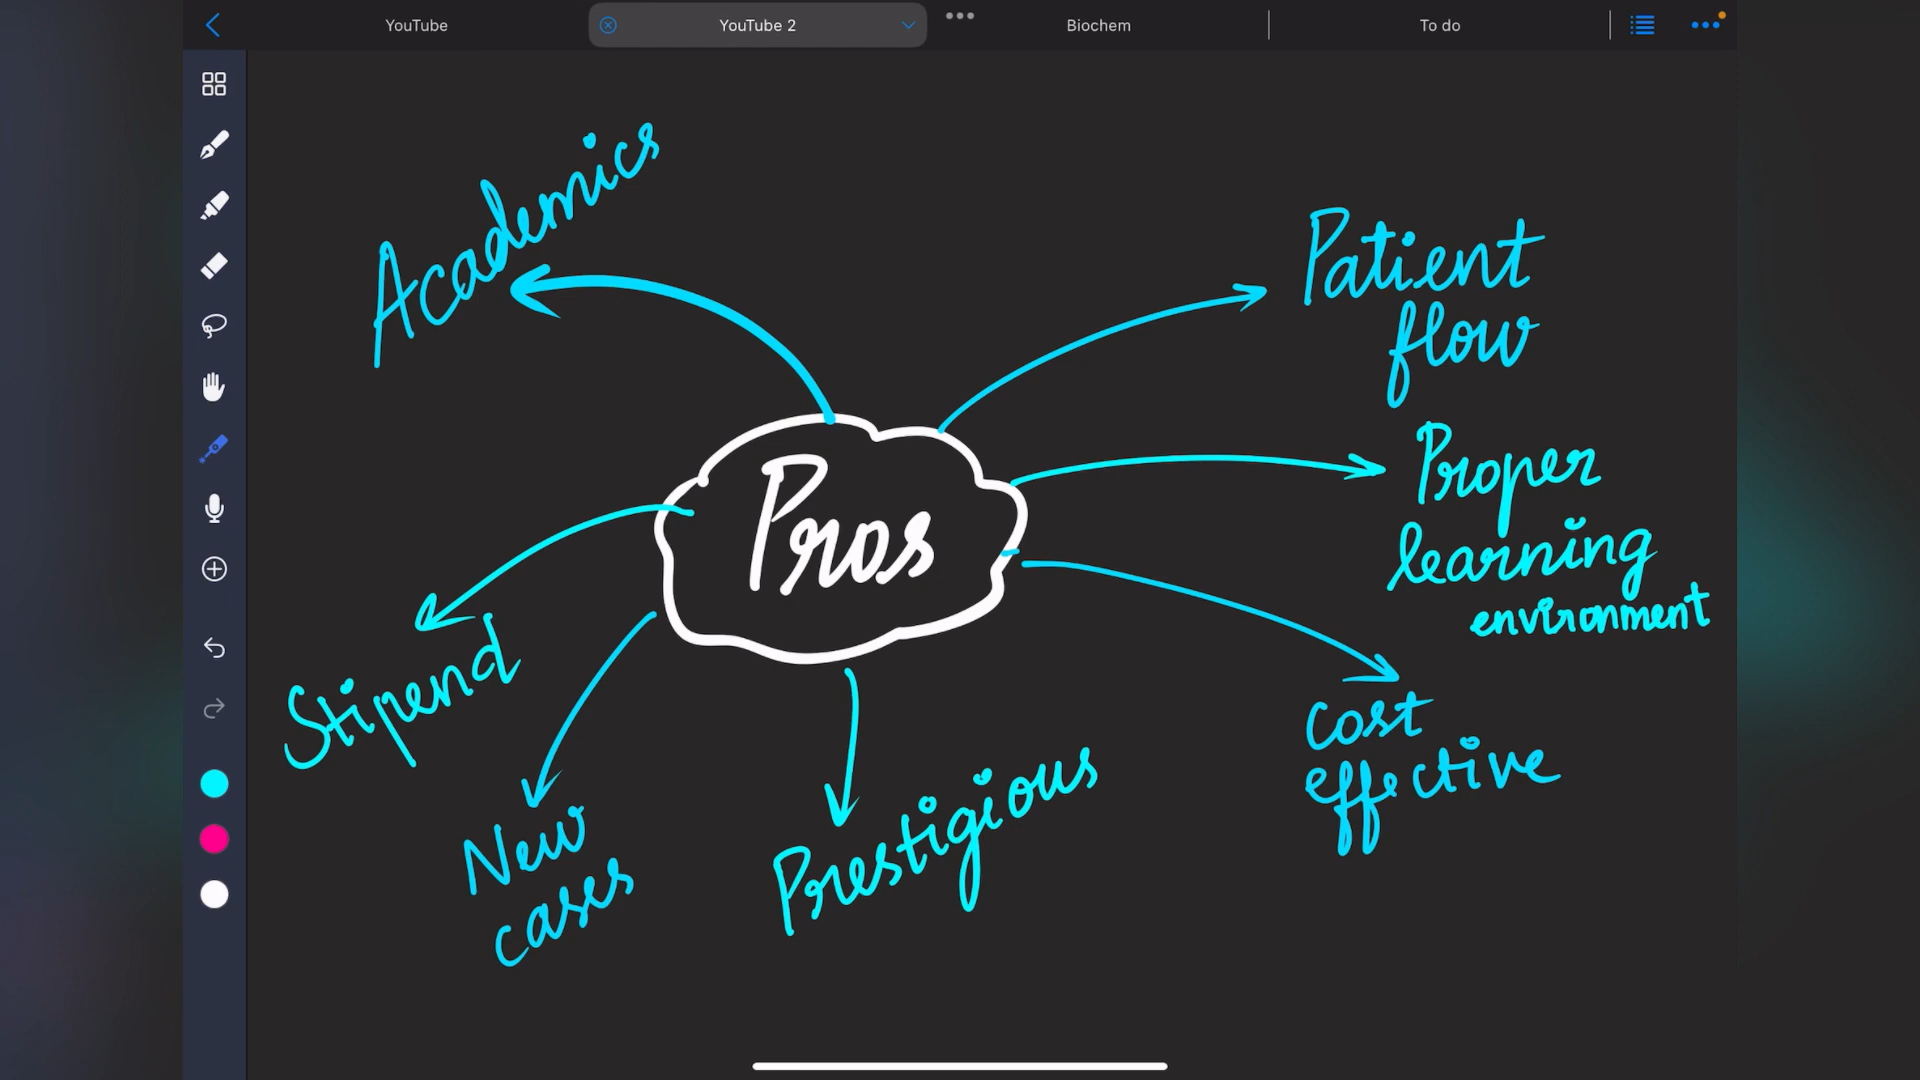 YouTube
YouTube 2
Biochem
To do
Academics
Patient
flow
Proper
learning
environment
Pros
Stipend
Cost
effective
New
cases
Prestigious